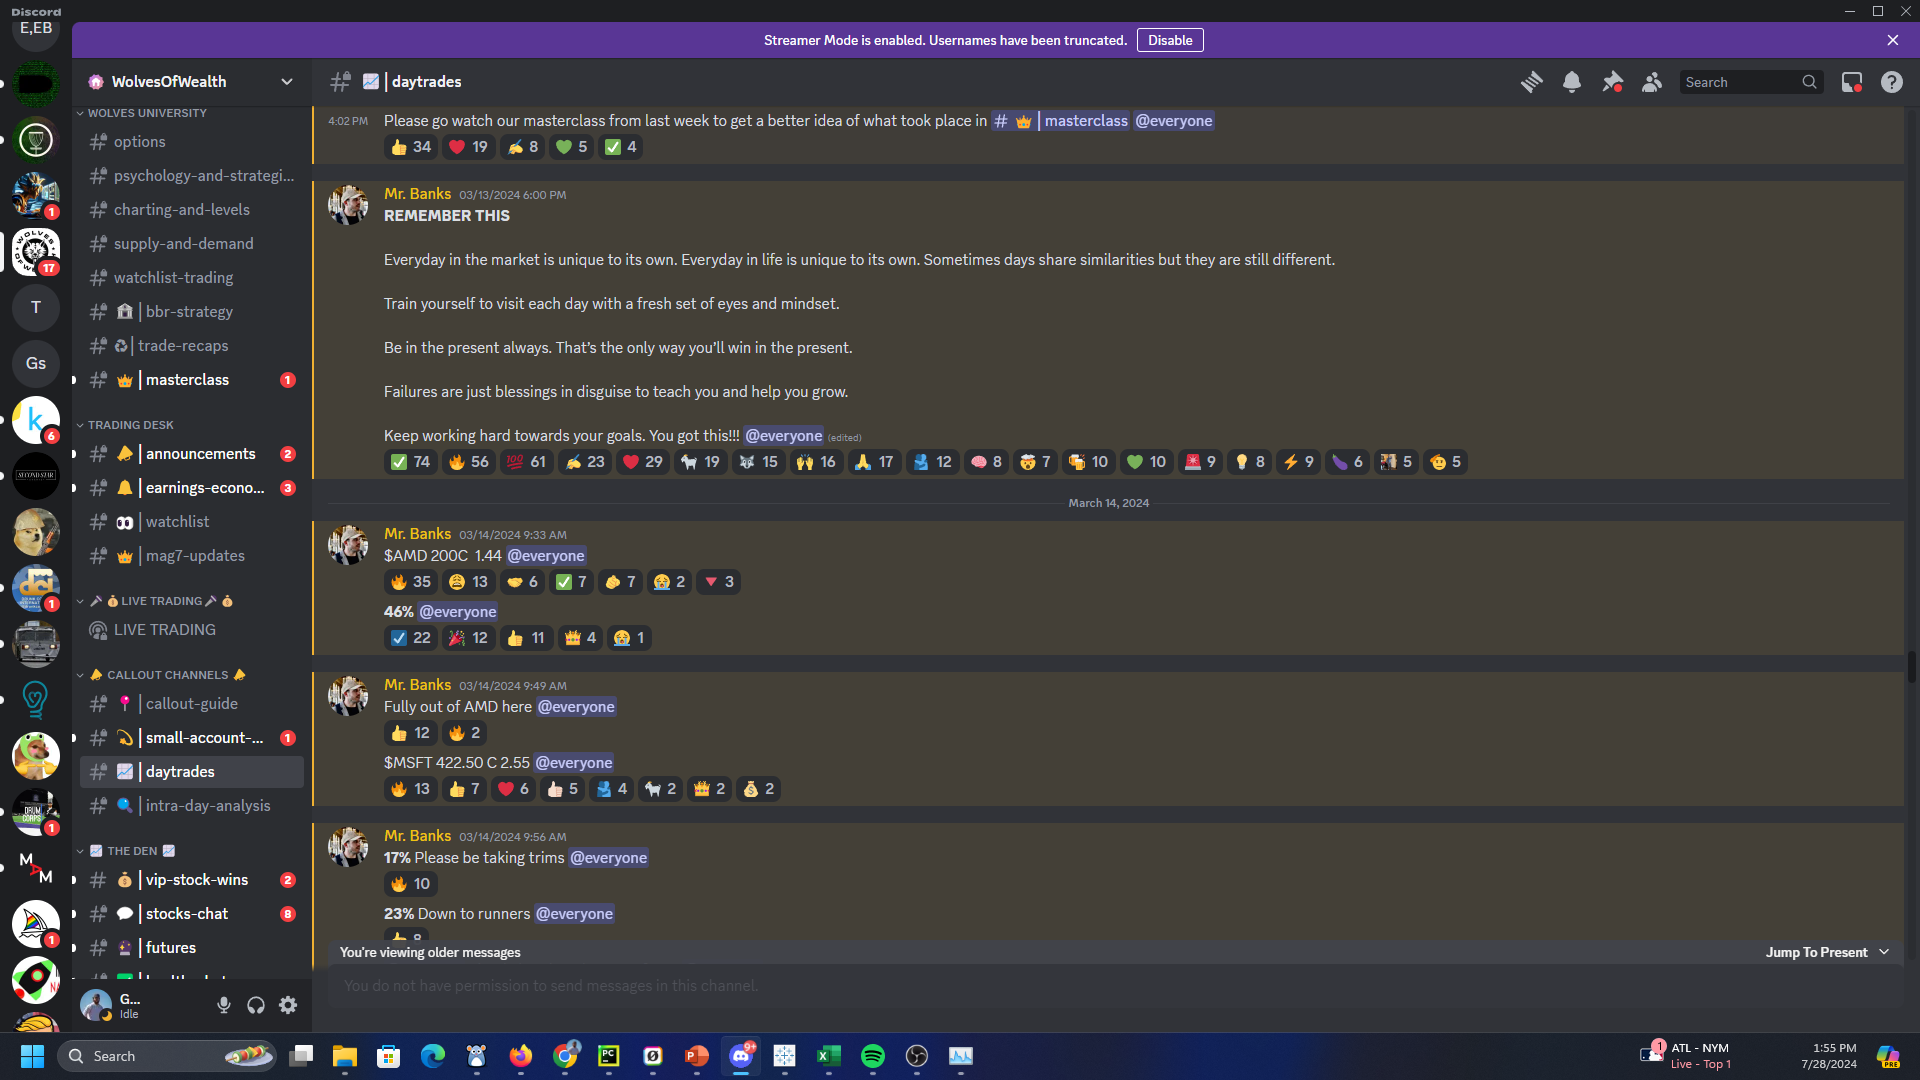 Discord
E,EB
Streamer Mode is enabled. Usernames have been truncated. Disable
WolvesOfWealth
| daytrades
Search
WOLVES UNIVERSITY
options
psychology-and-strategi...
charting-and-levels
supply-and-demand
watchlist-trading
| bbr-strategy
| trade-recaps
| masterclass 1
TRADING DESK
| announcements 2
| earnings-econo... 3
| watchlist
| mag7-updates
LIVE TRADING
LIVE TRADING
CALLOUT CHANNELS
| callout-guide
| small-account-... 1
| daytrades
| intra-day-analysis
THE DEN
| vip-stock-wins 2
| stocks-chat 8
| futures
1
17
T
Gs
k
6
SECOND STAR
dci
1
DRUM CORPS
1
M A M
1
G...
Idle
4:02 PM Please go watch our masterclass from last week to get a better idea of what took place in # | masterclass @everyone
34 19 8 5 4
Mr. Banks 03/13/2024 6:00 PM
REMEMBER THIS
Everyday in the market is unique to its own. Everyday in life is unique to its own. Sometimes days share similarities but they are still different.
Train yourself to visit each day with a fresh set of eyes and mindset.
Be in the present always. That’s the only way you’ll win in the present.
Failures are just blessings in disguise to teach you and help you grow.
Keep working hard towards your goals. You got this!!! @everyone (edited)
74 56 61 23 29 19 15 16 17 12 8 7 10 10 9 8 9 6 5 5
March 14, 2024
Mr. Banks 03/14/2024 9:33 AM
$AMD 200C 1.44 @everyone
35 13 6 7 7 2 3
46% @everyone
22 12 11 4 1
Mr. Banks 03/14/2024 9:49 AM
Fully out of AMD here @everyone
12 2
$MSFT 422.50 C 2.55 @everyone
13 7 6 5 4 2 2 2
Mr. Banks 03/14/2024 9:56 AM
17% Please be taking trims @everyone
10
23% Down to runners @everyone
You're viewing older messages
Jump To Present
You do not have permission to send messages in this channel.
Search
PC
9+
1
ATL - NYM
Live - Top 1
1:55 PM
7/28/2024
PRE